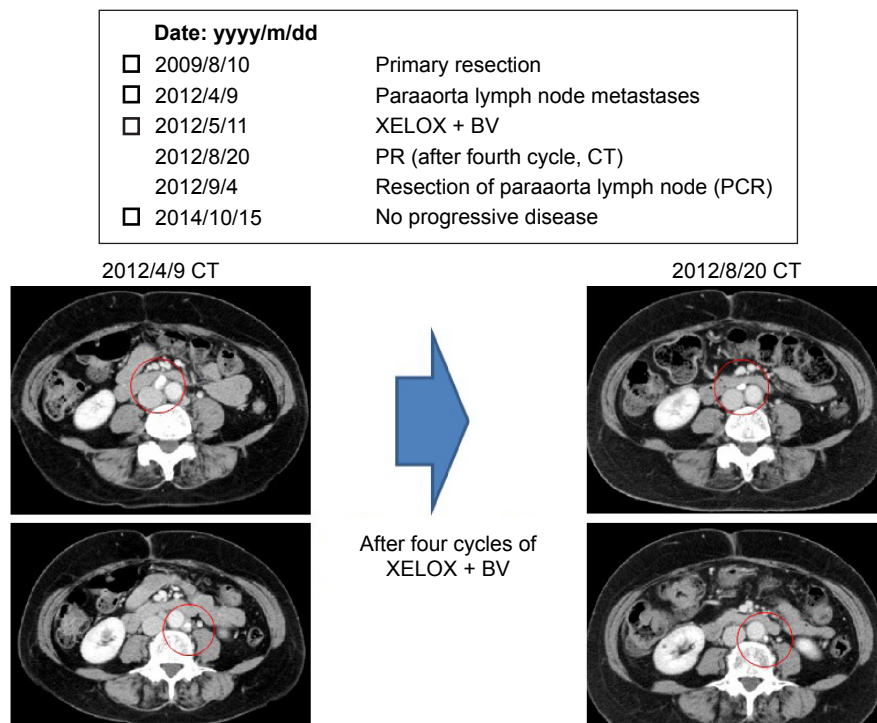 Date: yyyy/m/dd
2009/8/10 Primary resection
2012/4/9 Paraaorta lymph node metastases
2012/5/11 XELOX + BV
2012/8/20 PR (after fourth cycle, CT)
2012/9/4 Resection of paraaorta lymph node (PCR)
2014/10/15 No progressive disease
2012/4/9 CT
2012/8/20 CT
After four cycles of
XELOX + BV